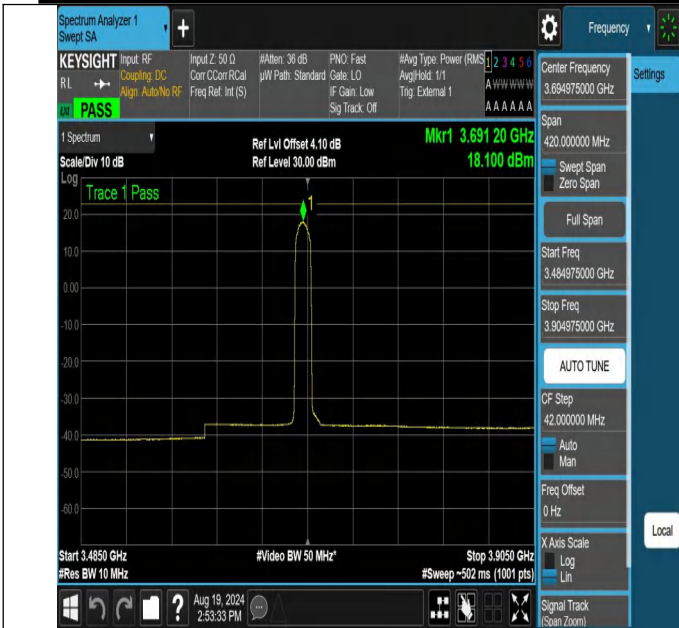 Spectrum Analyzer 1
Swept SA
+
Frequency
KEYSIGHT
RL
PASS
Input: RF
Coupling: DC
Align: Auto/No RF
Input Z: 50 Ω
Corr CCorr RCal
Freq Ref: Int (S)
#Atten: 36 dB
µW Path: Standard
PNO: Fast
Gate: LO
IF Gain: Low
Sig Track: Off
#Avg Type: Power (RMS
Avg|Hold: 1/1
Trig: External 1
1 2 3 4 5 6
A W W W W W
A A A A A A
1 Spectrum
Scale/Div 10 dB
Log
Ref Lvl Offset 4.10 dB
Ref Level 30.00 dBm
Mkr1 3.691 20 GHz
18.100 dBm
Trace 1 Pass
1
20.0
10.0
0.00
-10.0
-20.0
-30.0
-40.0
-50.0
-60.0
Start 3.4850 GHz
#Res BW 10 MHz
#Video BW 50 MHz*
Stop 3.9050 GHz
#Sweep ~502 ms (1001 pts)
?
Aug 19, 2024
2:53:33 PM
Center Frequency
3.694975000 GHz
Settings
Span
420.000000 MHz
Swept Span
Zero Span
Full Span
Start Freq
3.484975000 GHz
Stop Freq
3.904975000 GHz
AUTO TUNE
CF Step
42.000000 MHz
Auto
Man
Freq Offset
0 Hz
X Axis Scale
Log
Lin
Local
Signal Track
(Span Zoom)